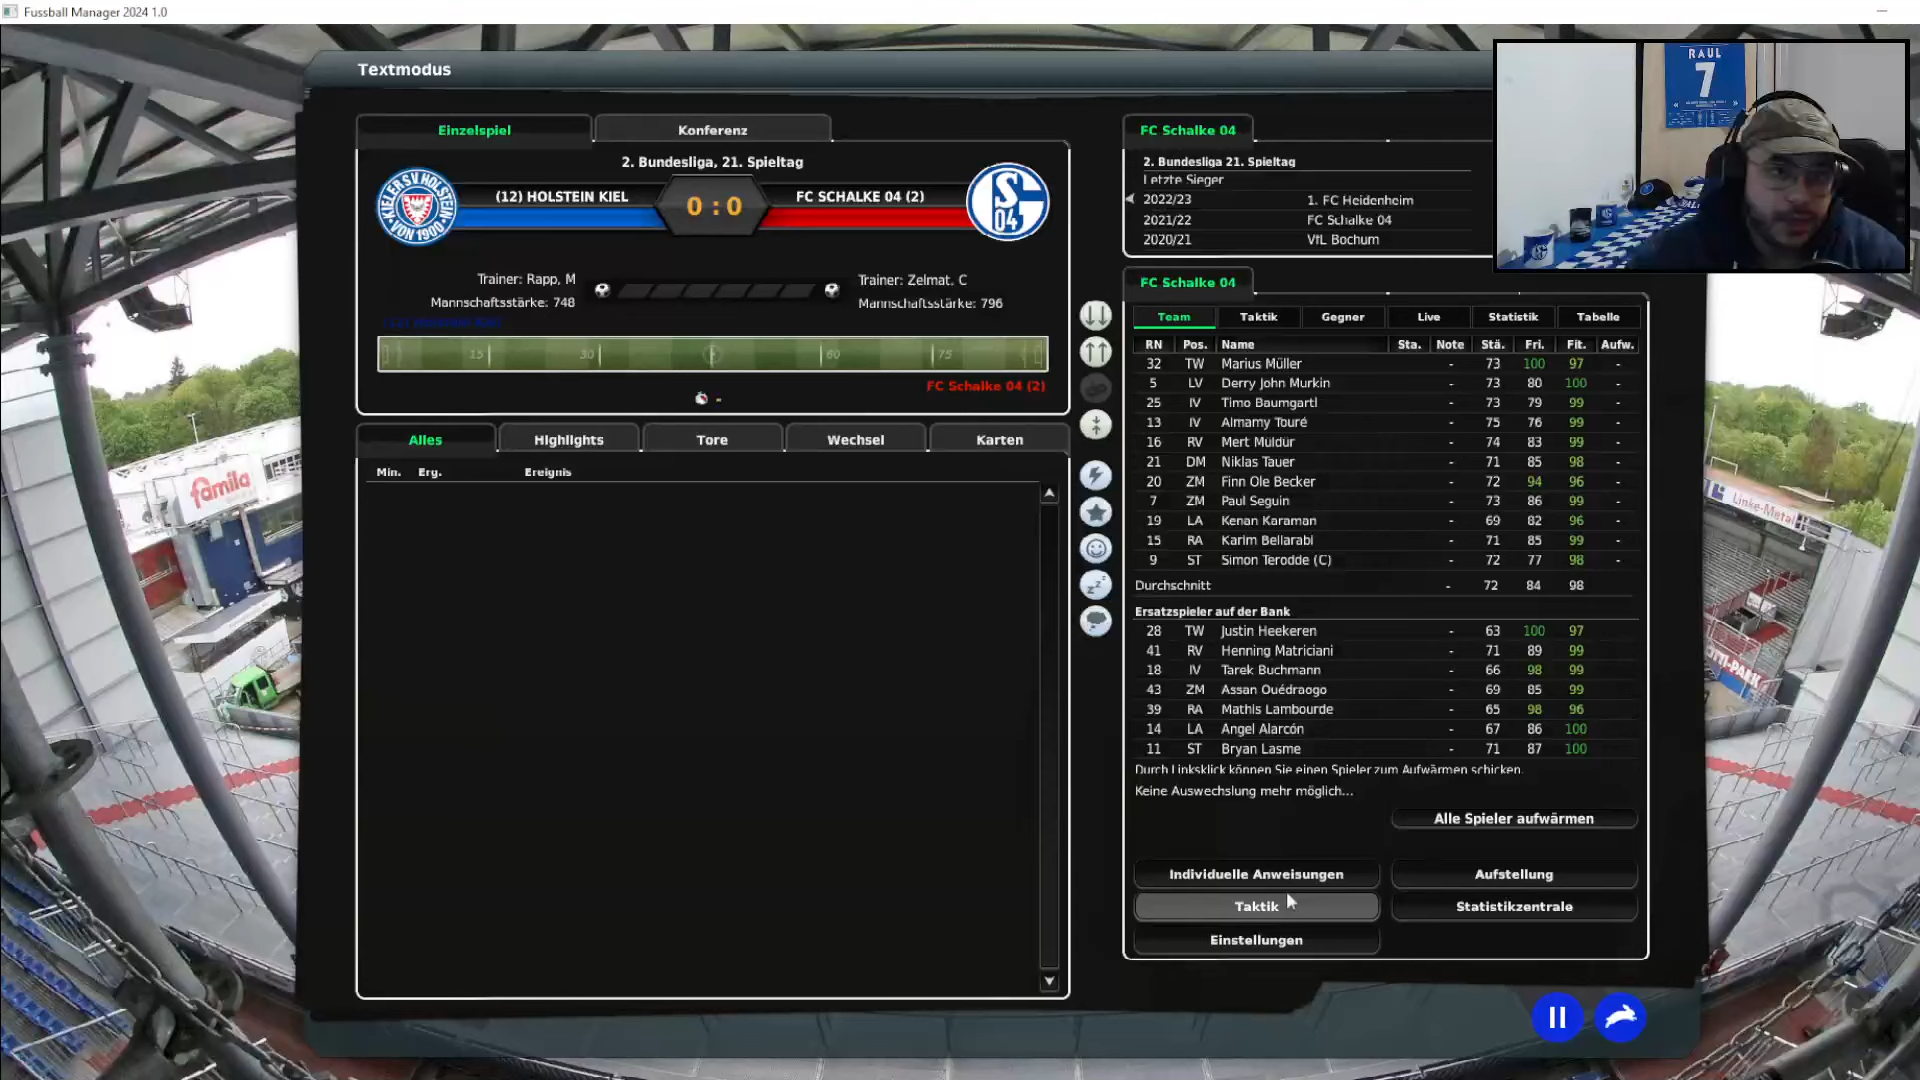 Fussball Manager 2024 1.0
Textmodus
Einzelspiel
Konferenz
2. Bundesliga, 21. Spieltag
KIELER SV HOLSTEIN
VON 1900
(12) HOLSTEIN KIEL
0 : 0
FC SCHALKE 04 (2)
S 04
Trainer: Rapp, M
Mannschaftsstärke: 748
Trainer: Zelmat, C
Mannschaftsstärke: 796
(12) Holstein Kiel
15
30
60
75
FC Schalke 04 (2)
-
Alles
Highlights
Tore
Wechsel
Karten
Min. Erg. Ereignis
FC Schalke 04
2. Bundesliga 21. Spieltag
Letzte Sieger
2022/23 1. FC Heidenheim
2021/22 FC Schalke 04
2020/21 VfL Bochum
RAUL
7
FC Schalke 04
Team Taktik Gegner Live Statistik Tabelle
RN Pos. Name Sta. Note Stä. Fri. Fit. Aufw.
32 TW Marius Müller - 73 100 97 -
5 LV Derry John Murkin - 73 80 100 -
25 IV Timo Baumgartl - 73 79 99 -
13 IV Almamy Touré - 75 76 99 -
16 RV Mert Müldür - 74 83 99 -
21 DM Niklas Tauer - 71 85 98 -
20 ZM Finn Ole Becker - 72 94 96 -
7 ZM Paul Seguin - 73 86 99 -
19 LA Kenan Karaman - 69 82 96 -
15 RA Karim Bellarabi - 71 85 99 -
9 ST Simon Terodde (C) - 72 77 98 -
Durchschnitt - 72 84 98
Ersatzspieler auf der Bank
28 TW Justin Heekeren - 63 100 97
41 RV Henning Matriciani - 71 89 99
18 IV Tarek Buchmann - 66 98 99
43 ZM Assan Ouédraogo - 69 85 99
39 RA Mathis Lambourde - 65 98 96
14 LA Angel Alarcón - 67 86 100
11 ST Bryan Lasme - 71 87 100
Durch Linksklick können Sie einen Spieler zum Aufwärmen schicken.
Keine Auswechslung mehr möglich...
Alle Spieler aufwärmen
Individuelle Anweisungen
Aufstellung
Taktik
Statistikzentrale
Einstellungen
famila
Linke-Metall